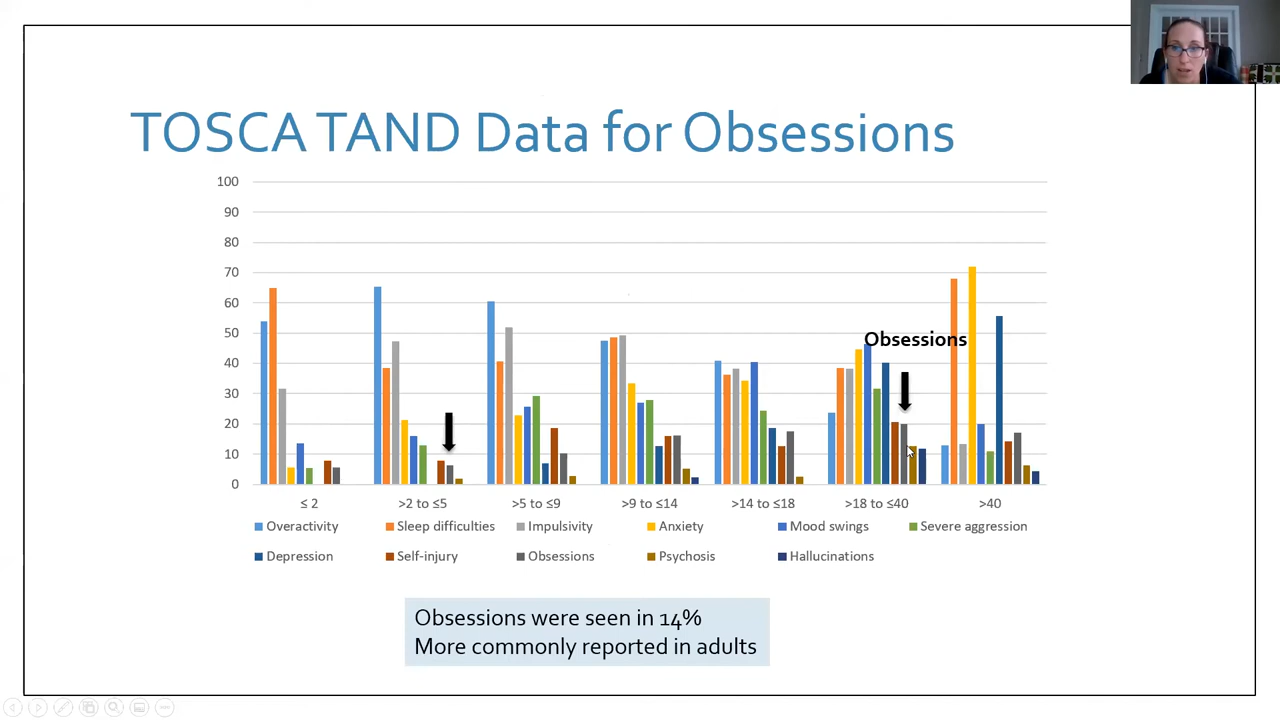 TOSCA TAND Data for Obsessions
100
90
80
70
60
50
40
30
20
10
0
Obsessions
≤ 2
>2 to ≤5
>5 to ≤9
>9 to ≤14
>14 to ≤18
>18 to ≤40
>40
Overactivity
Sleep difficulties
Impulsivity
Anxiety
Mood swings
Severe aggression
Depression
Self-injury
Obsessions
Psychosis
Hallucinations
Obsessions were seen in 14%
More commonly reported in adults